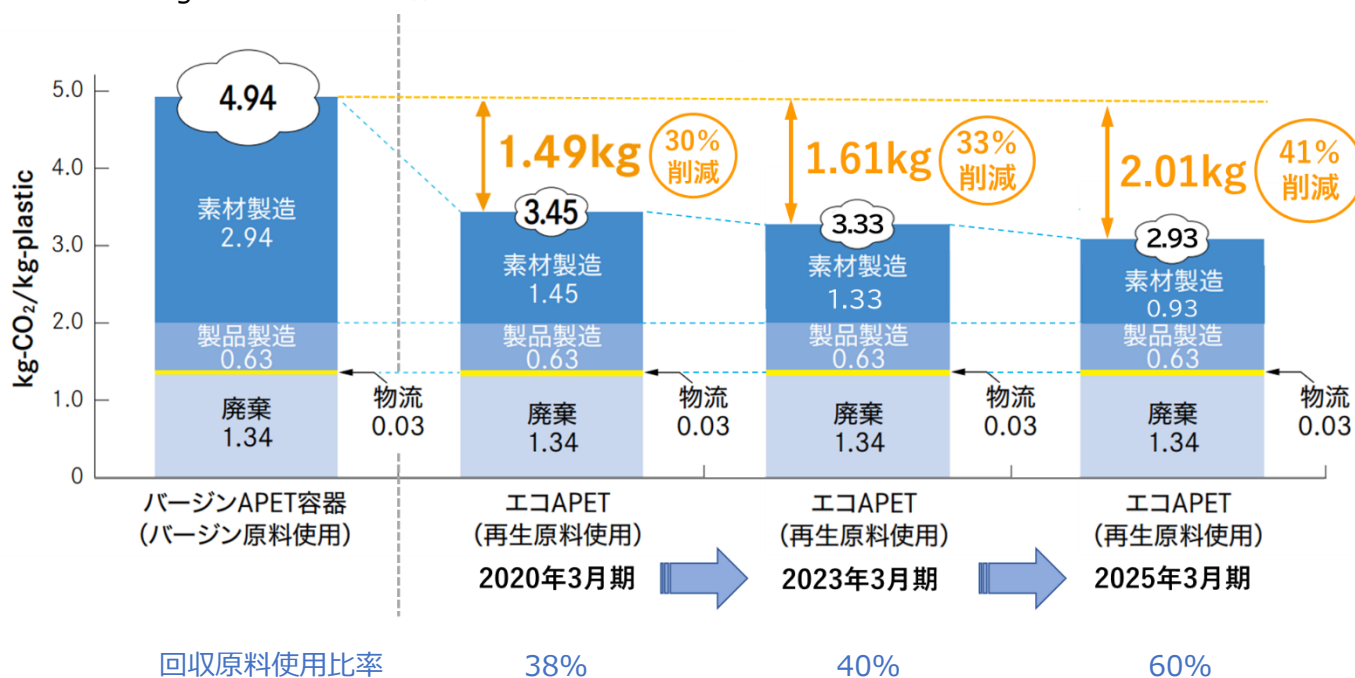 g
kg-CO₂/kg-plastic
5.0
4.0
3.0
2.0
1.0
0
4.94
素材製造
2.94
製品製造
0.63
物流
0.03
廃棄
1.34
バージンAPET容器
(バージン原料使用)
1.49kg
30%
削減
3.45
素材製造
1.45
製品製造
0.63
物流
0.03
廃棄
1.34
エコAPET
(再生原料使用)
2020年3月期
1.61kg
33%
削減
3.33
素材製造
1.33
製品製造
0.63
物流
0.03
廃棄
1.34
エコAPET
(再生原料使用)
2023年3月期
2.01kg
41%
削減
2.93
素材製造
0.93
製品製造
0.63
物流
0.03
廃棄
1.34
エコAPET
(再生原料使用)
2025年3月期
回収原料使用比率 38% 40% 60%